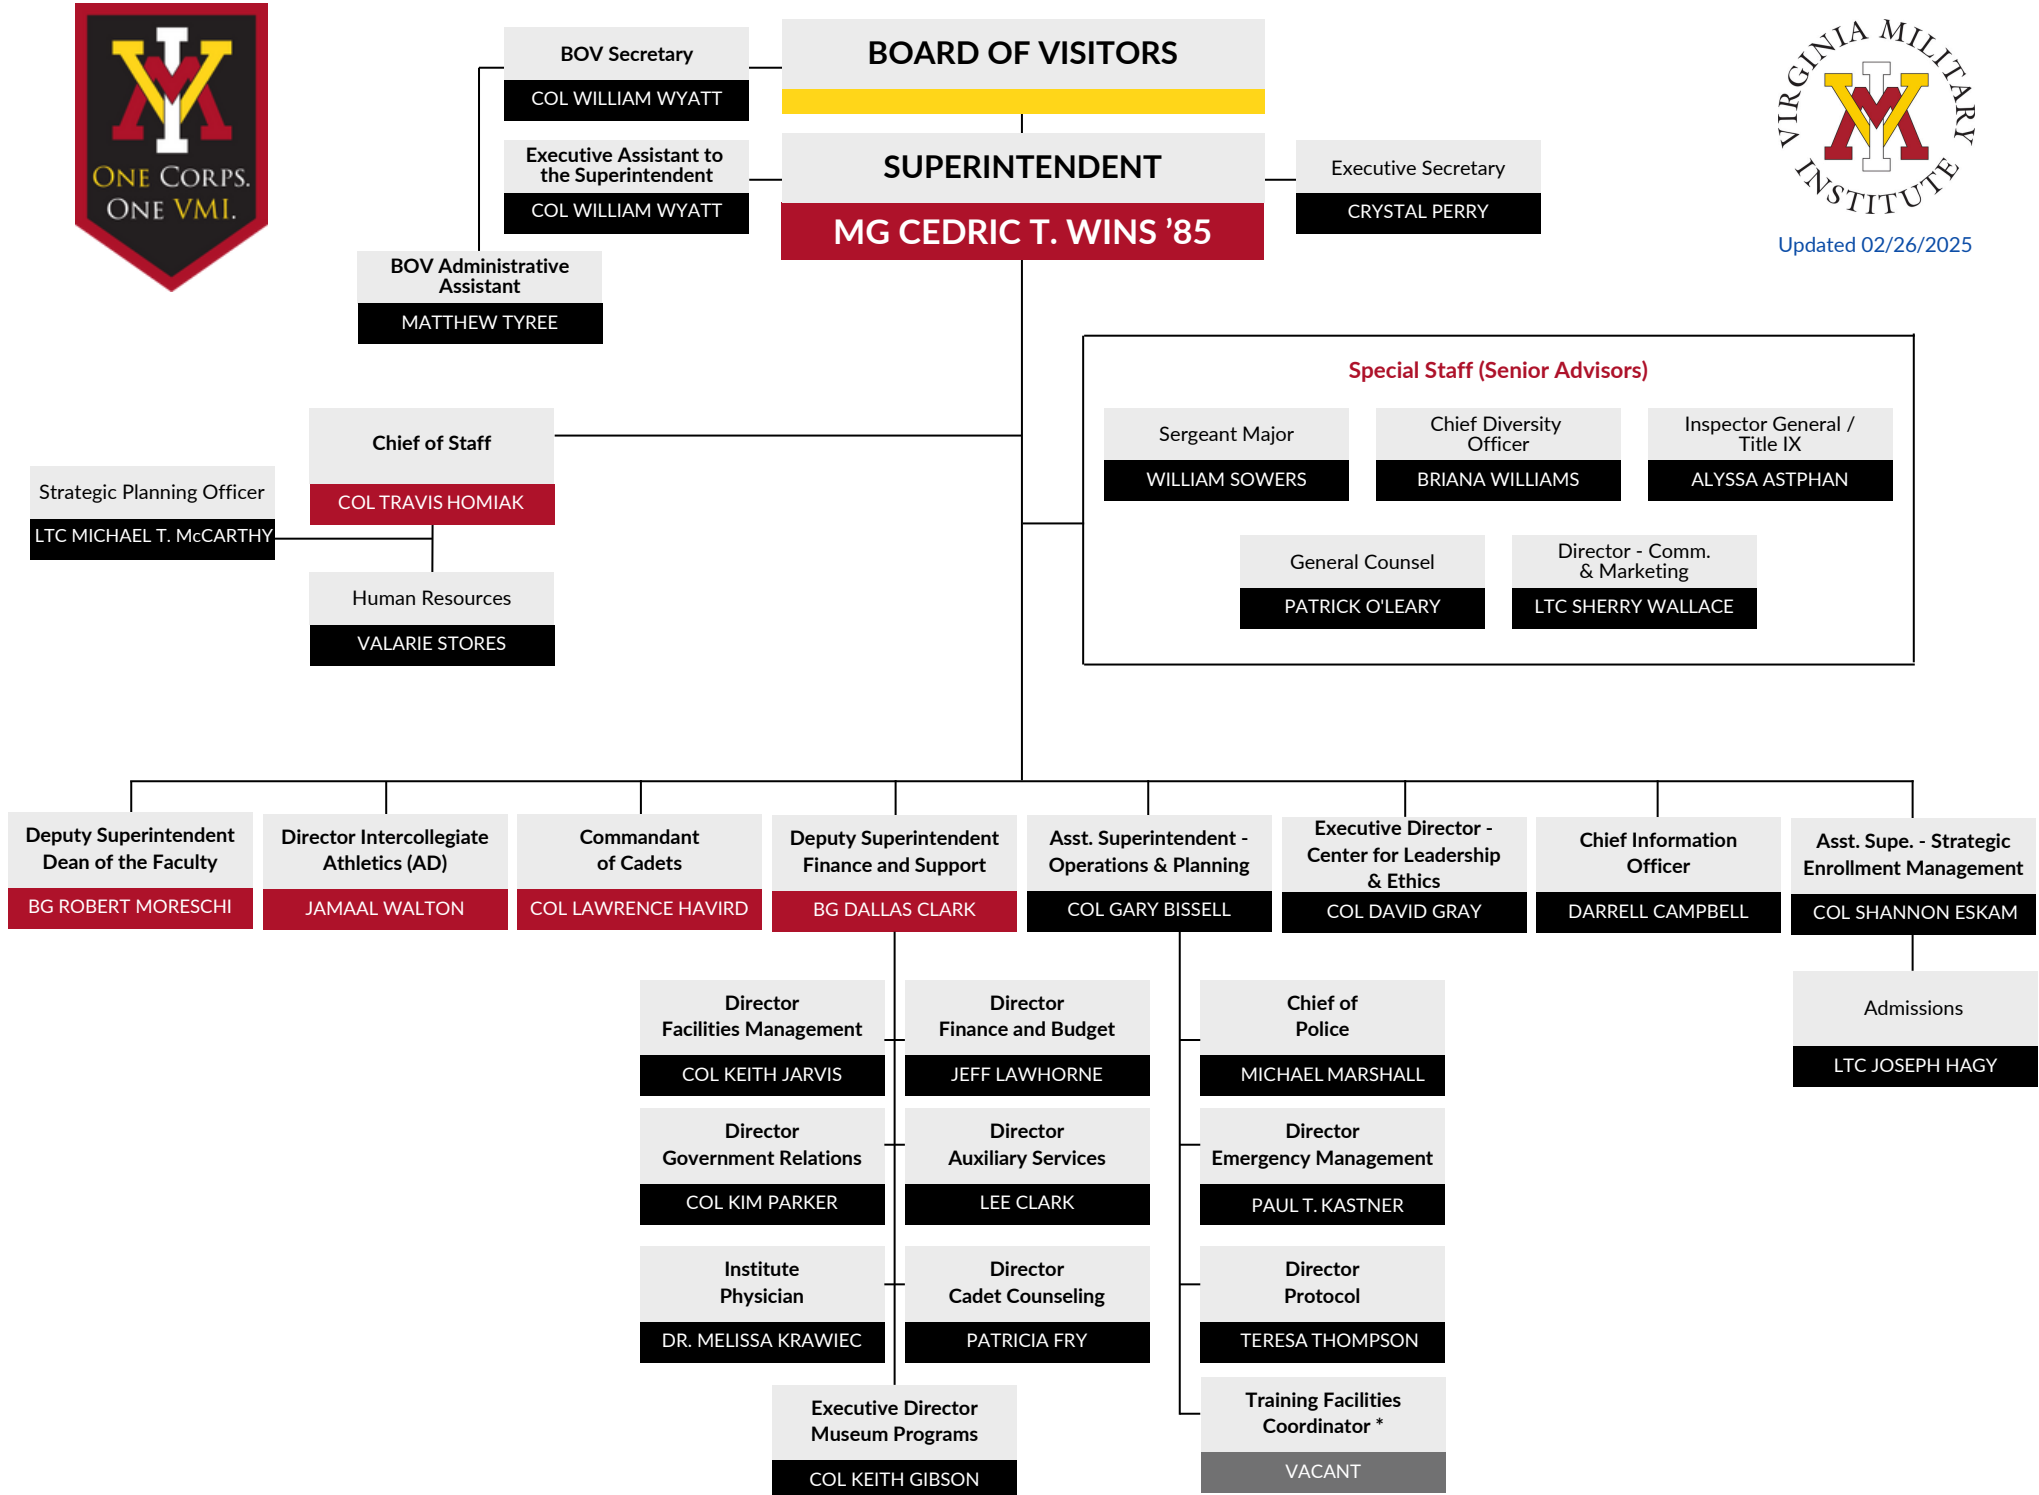 ONE CORPS.
ONE VMI.
BOV Secretary
COL WILLIAM WYATT
BOARD OF VISITORS
VIRGINIA MILITARY
INSTITUTE
Updated 02/26/2025
Executive Assistant to
the Superintendent
COL WILLIAM WYATT
SUPERINTENDENT
MG CEDRIC T. WINS ’85
Executive Secretary
CRYSTAL PERRY
BOV Administrative
Assistant
MATTHEW TYREE
Special Staff (Senior Advisors)
Sergeant Major
WILLIAM SOWERS
Chief Diversity
Officer
BRIANA WILLIAMS
Inspector General /
Title IX
ALYSSA ASTPHAN
General Counsel
PATRICK O'LEARY
Director - Comm.
& Marketing
LTC SHERRY WALLACE
Chief of Staff
COL TRAVIS HOMIAK
Strategic Planning Officer
LTC MICHAEL T. McCARTHY
Human Resources
VALARIE STORES
Deputy Superintendent
Dean of the Faculty
BG ROBERT MORESCHI
Director Intercollegiate
Athletics (AD)
JAMAAL WALTON
Commandant
of Cadets
COL LAWRENCE HAVIRD
Deputy Superintendent
Finance and Support
BG DALLAS CLARK
Asst. Superintendent -
Operations & Planning
COL GARY BISSELL
Executive Director -
Center for Leadership
& Ethics
COL DAVID GRAY
Chief Information
Officer
DARRELL CAMPBELL
Asst. Supe. - Strategic
Enrollment Management
COL SHANNON ESKAM
Director
Facilities Management
COL KEITH JARVIS
Director
Finance and Budget
JEFF LAWHORNE
Chief of
Police
MICHAEL MARSHALL
Admissions
LTC JOSEPH HAGY
Director
Government Relations
COL KIM PARKER
Director
Auxiliary Services
LEE CLARK
Director
Emergency Management
PAUL T. KASTNER
Institute
Physician
DR. MELISSA KRAWIEC
Director
Cadet Counseling
PATRICIA FRY
Director
Protocol
TERESA THOMPSON
Executive Director
Museum Programs
COL KEITH GIBSON
Training Facilities
Coordinator *
VACANT